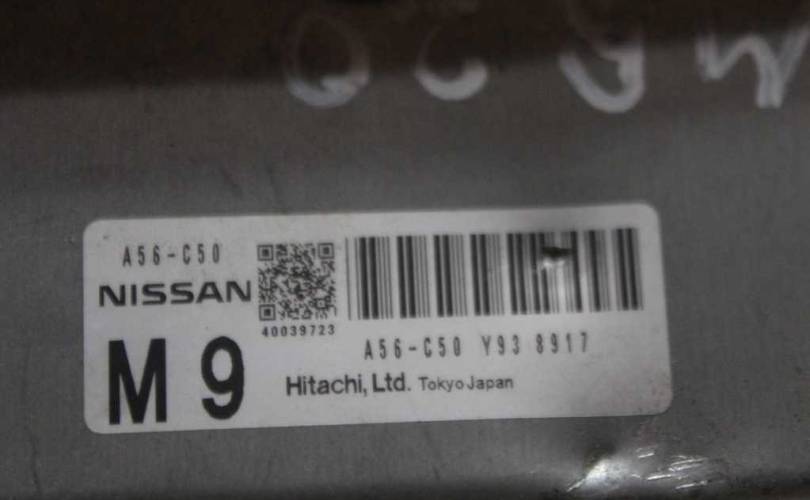 A56-C50
NISSAN
40039723
M 9
A56-C50 Y93 8917
Hitachi, Ltd. Tokyo Japan